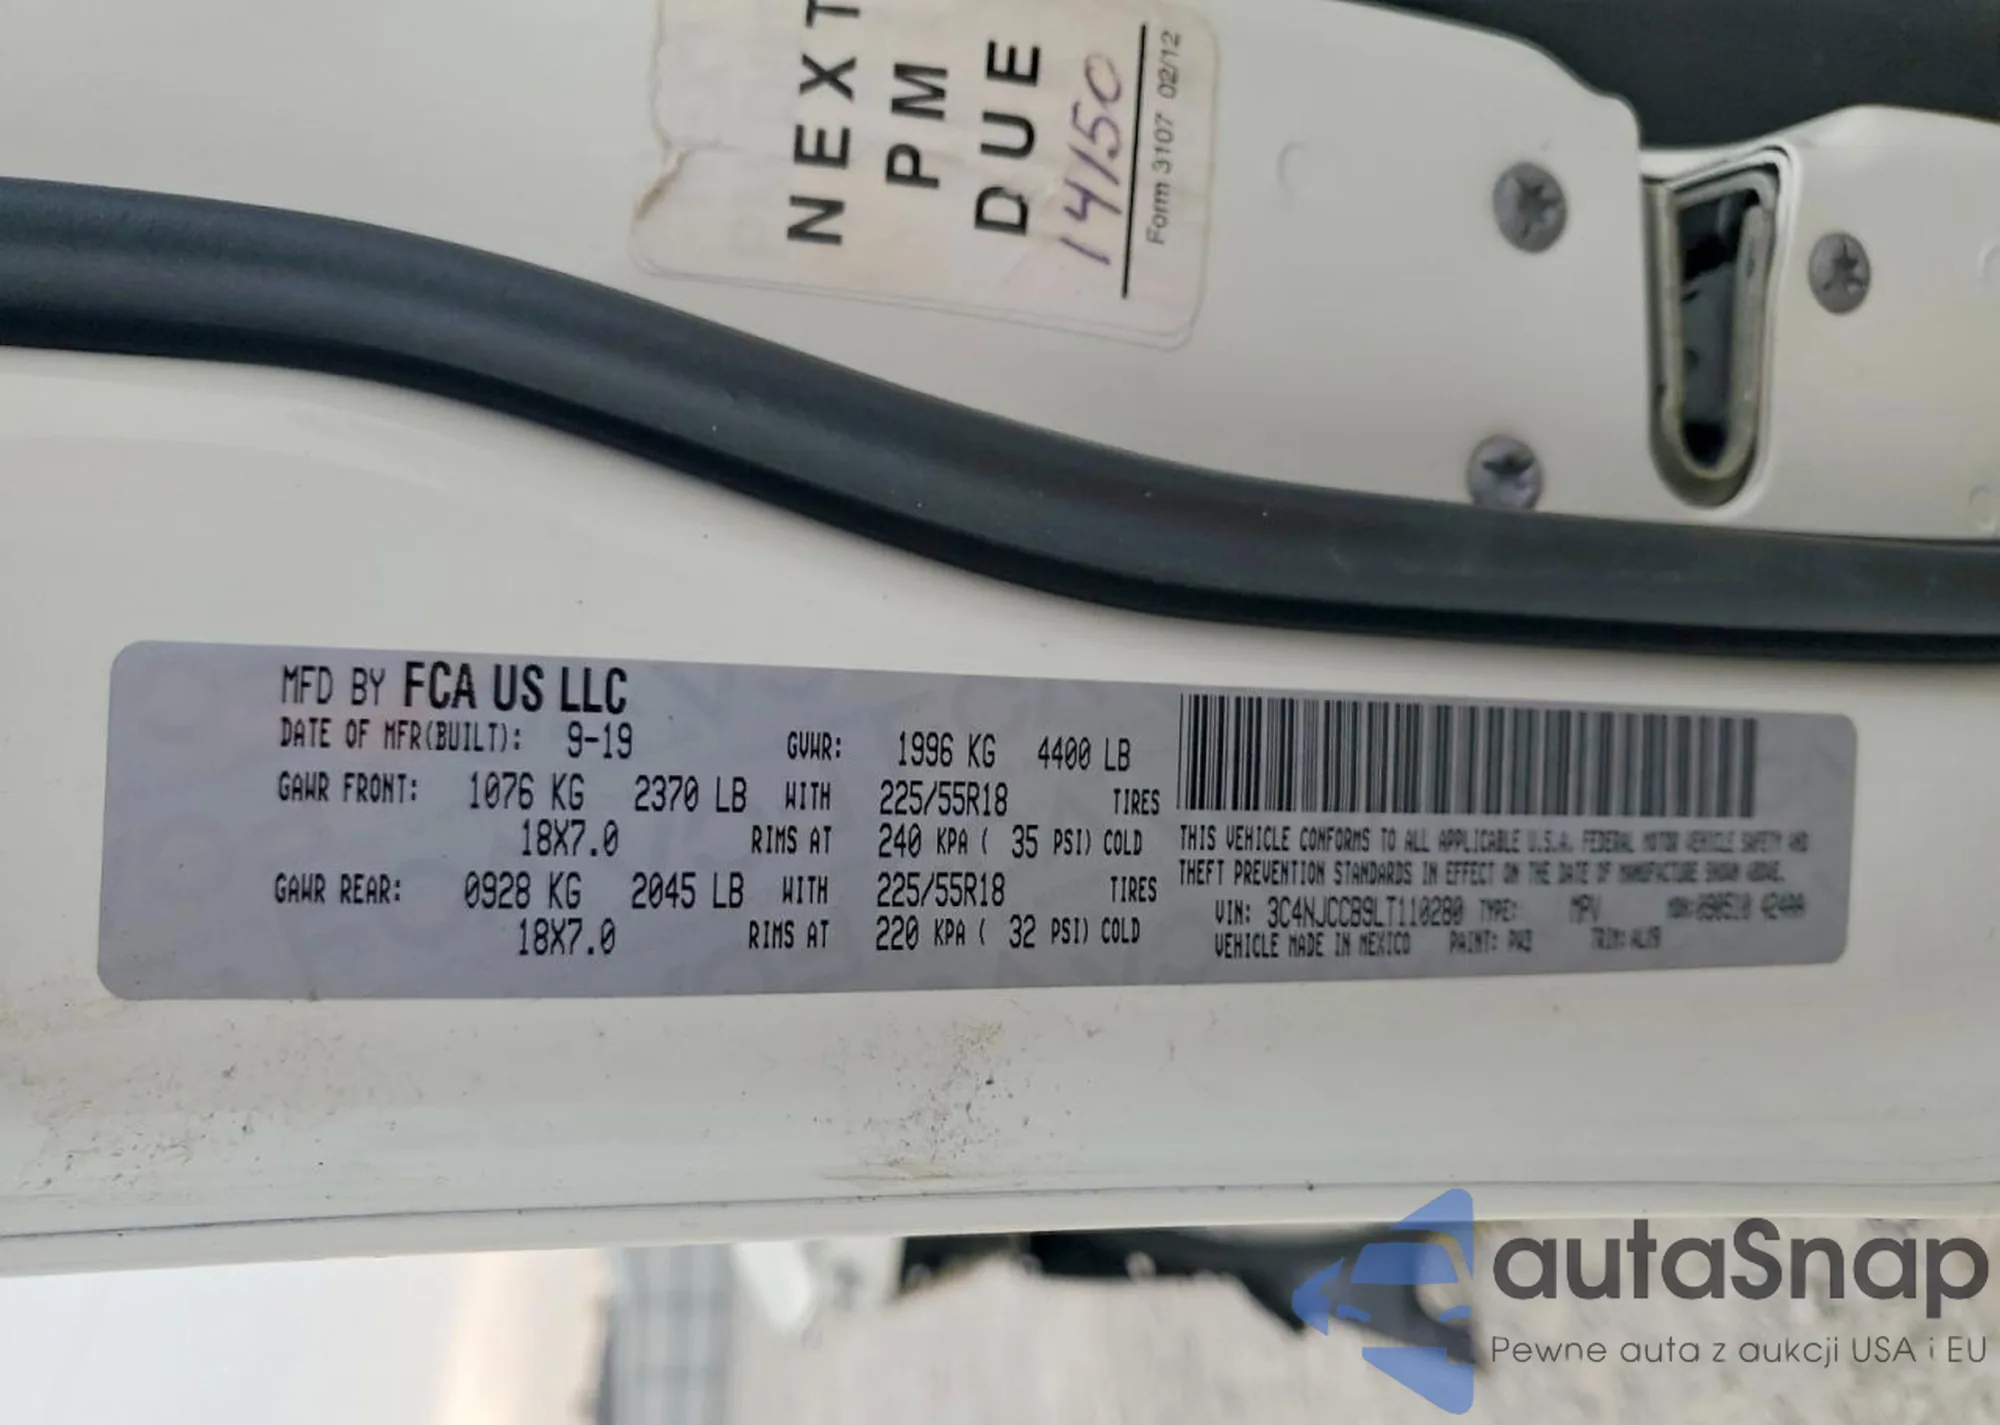 NEXT
PM
DUE
14150
Form 3107 02/12
MFD BY FCA US LLC
DATE OF MFR(BUILT): 9-19 GVWR: 1996 KG 4400 LB
GAWR FRONT: 1076 KG 2370 LB WITH 225/55R18 TIRES
18X7.0 RIMS AT 240 KPA ( 35 PSI) COLD
GAWR REAR: 0928 KG 2045 LB WITH 225/55R18 TIRES
18X7.0 RIMS AT 220 KPA ( 32 PSI) COLD
THIS VEHICLE CONFORMS TO ALL APPLICABLE U.S.A. FEDERAL MOTOR VEHICLE SAFETY AND
THEFT PREVENTION STANDARDS IN EFFECT ON THE DATE OF MANUFACTURE SHOWN ABOVE.
VIN: 3C4NJCCB9LT110280 TYPE: MPV
VEHICLE MADE IN MEXICO PAINT: PW3 TRIM:
autaSnap
Pewne auta z aukcji USA i EU